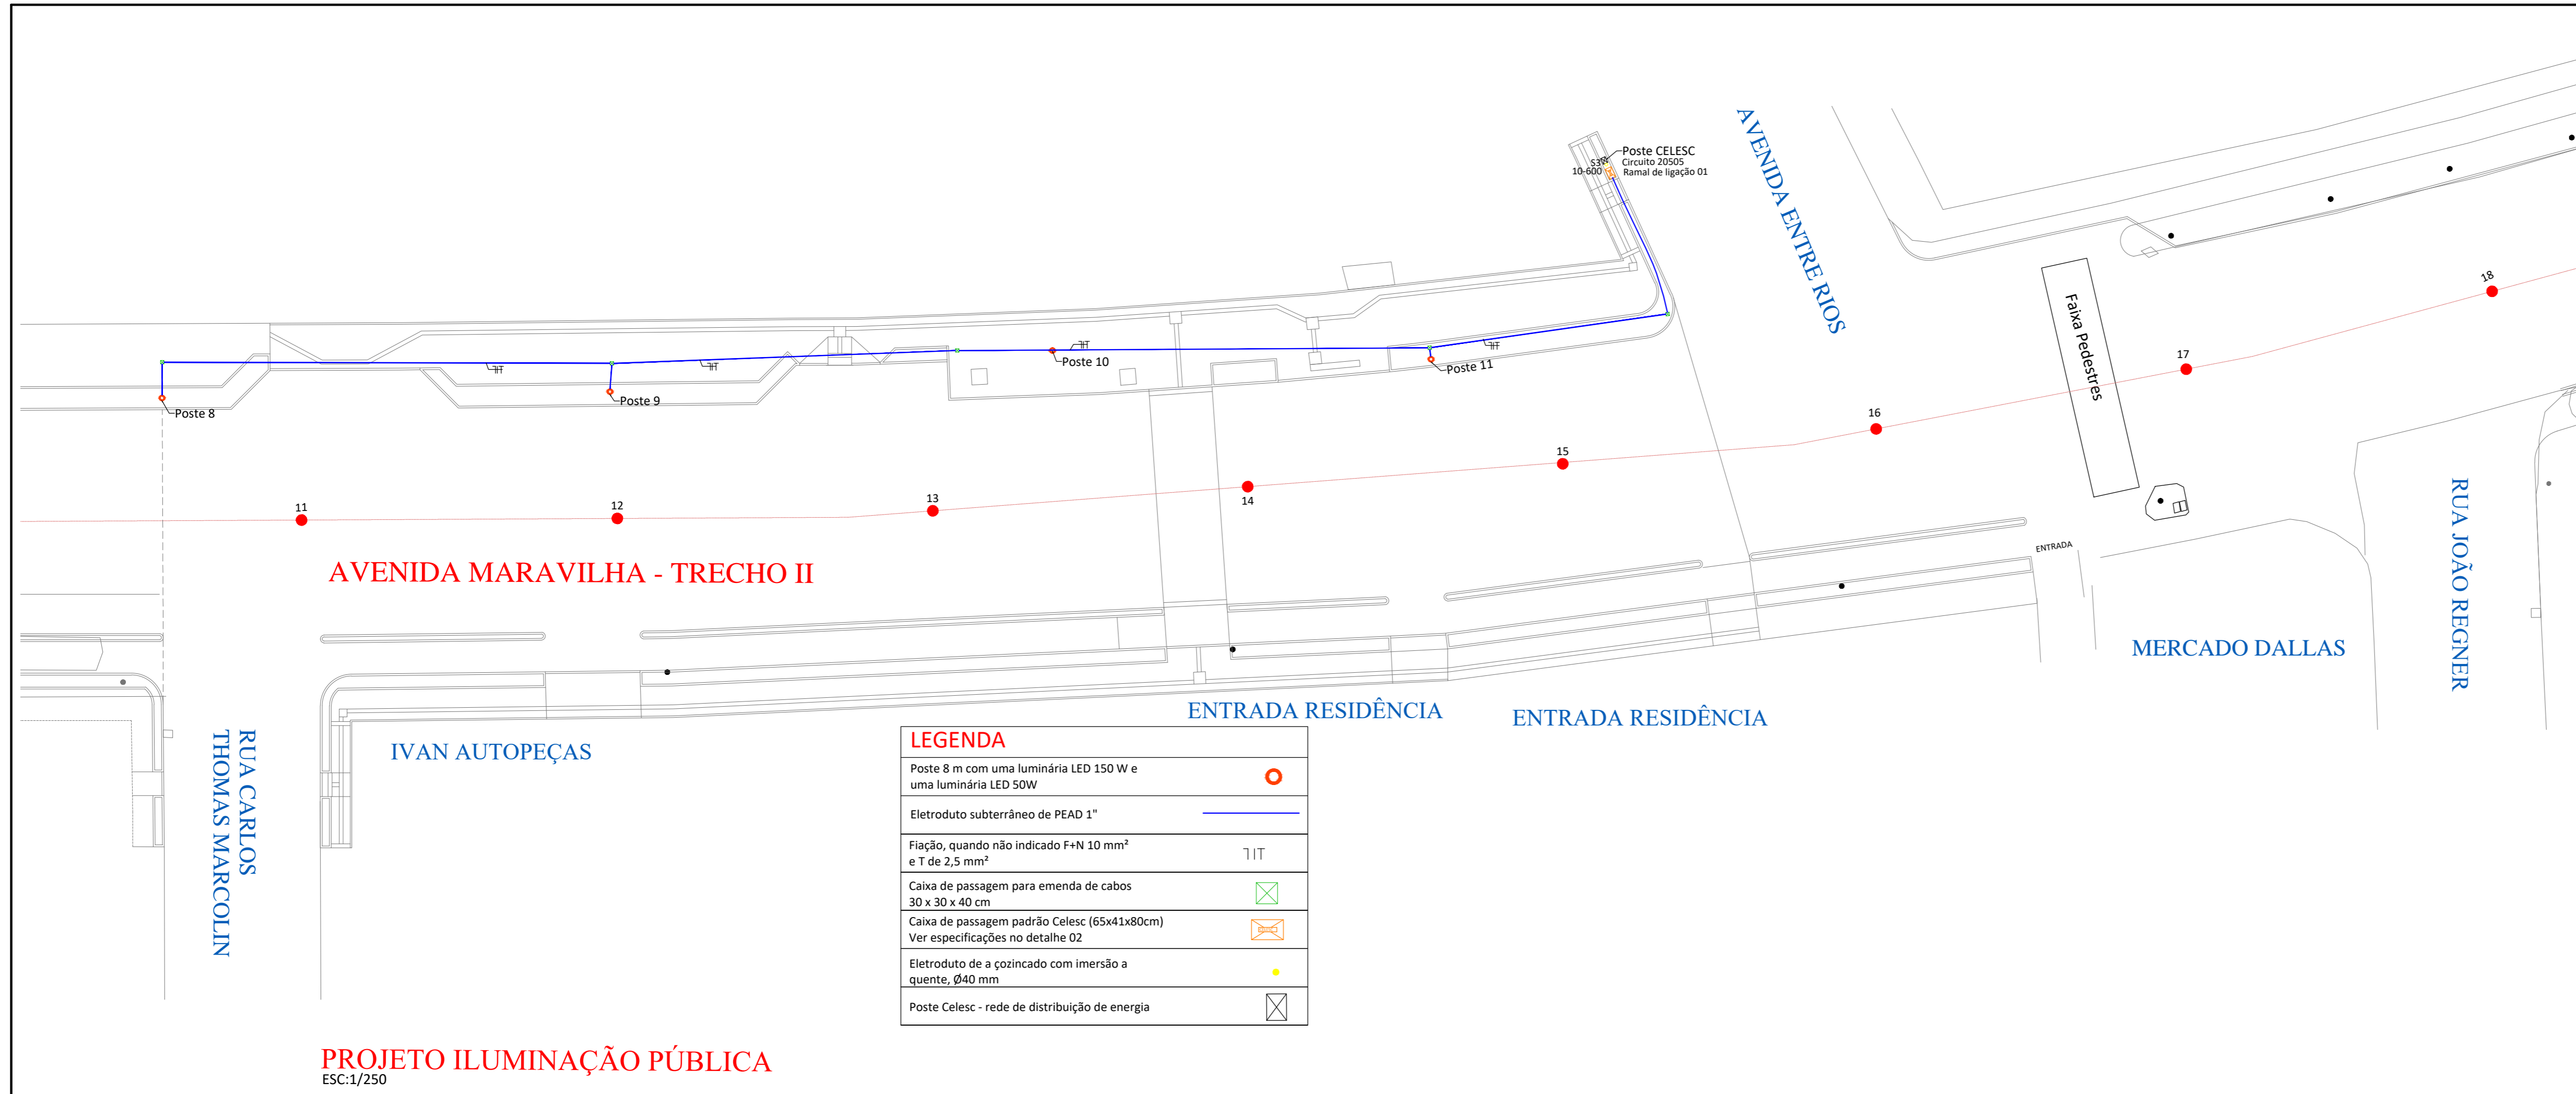 AVENIDA ENTRE RIOS
Poste CELESC
Circuito 20505
Ramal de ligação 01
10-600
Faixa Pedestres
Poste 8
Poste 9
Poste 10
Poste 11
11
12
13
14
15
16
17
18
AVENIDA MARAVILHA - TRECHO II
ENTRADA
RUA JOÃO REGNER
MERCADO DALLAS
ENTRADA RESIDÊNCIA
ENTRADA RESIDÊNCIA
IVAN AUTOPEÇAS
RUA CARLOS
THOMAS MARCOLIN
LEGENDA
Poste 8 m com uma luminária LED 150 W e
uma luminária LED 50W
Eletroduto subterrâneo de PEAD 1"
Fiação, quando não indicado F+N 10 mm²
e T de 2,5 mm²
Caixa de passagem para emenda de cabos
30 x 30 x 40 cm
Caixa de passagem padrão Celesc (65x41x80cm)
Ver especificações no detalhe 02
Eletroduto de a çozincado com imersão a
quente, Ø40 mm
Poste Celesc - rede de distribuição de energia
PROJETO ILUMINAÇÃO PÚBLICA
ESC:1/250